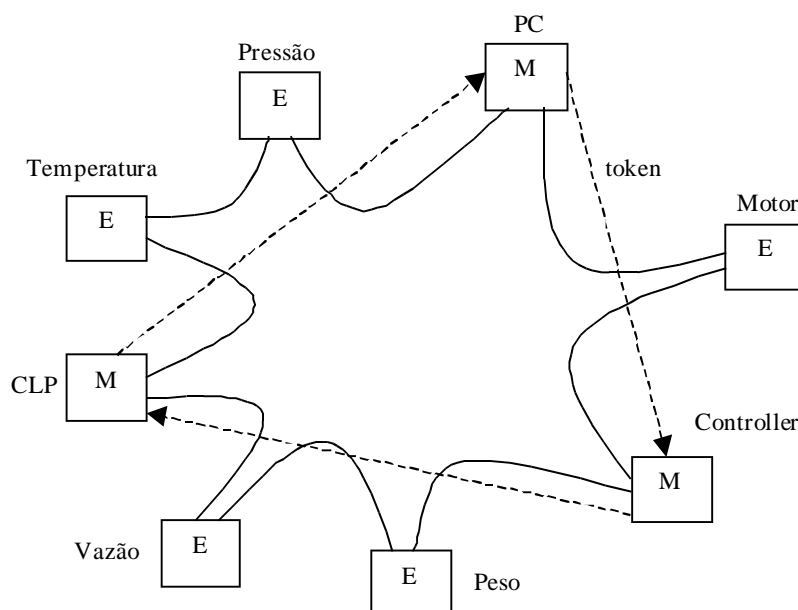 PC
Pressão
M
E
Temperatura
token
E
Motor
E
CLP
M
Controller
M
Vazão
E
E
Peso